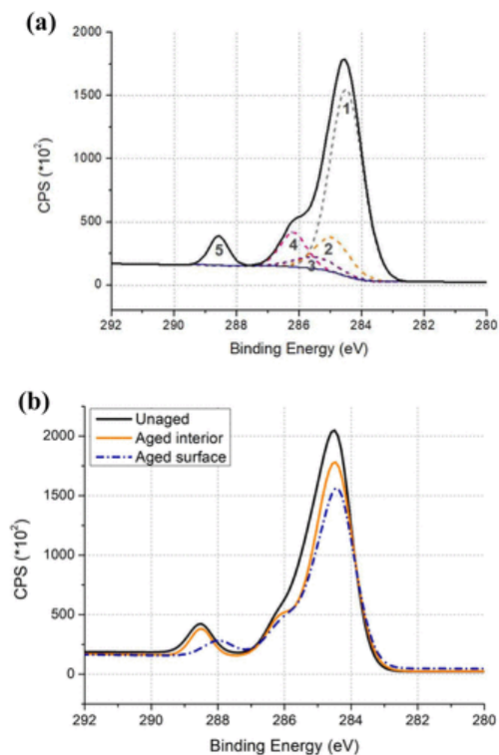 (a)
2000
1500
1000
500
0
CPS (*10²)
1
2
3
4
5
292 290 288 286 284 282 280
Binding Energy (eV)
(b)
Unaged
Aged interior
Aged surface
2000
1500
1000
500
0
CPS (*10²)
292 290 288 286 284 282 280
Binding Energy (eV)